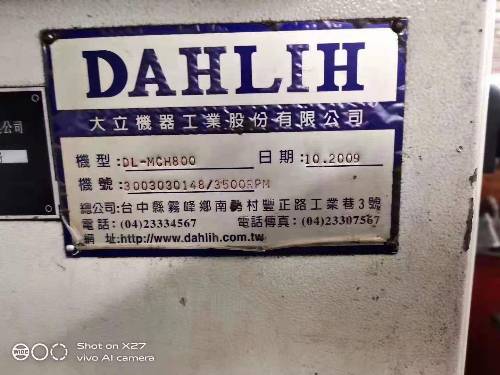 DAHLIH
大立機器工業股份有限公司
機型:DL-MCH800 日期:10.2009
機號:3003030148/3500RPM
總公司:台中縣霧峰鄉南勢村豐正路工業巷3號
電話:(04)23334567 電話傳真:(04)23307567
網 址:http://www.dahlih.com.tw
公司
Shot on X27
vivo AI camera